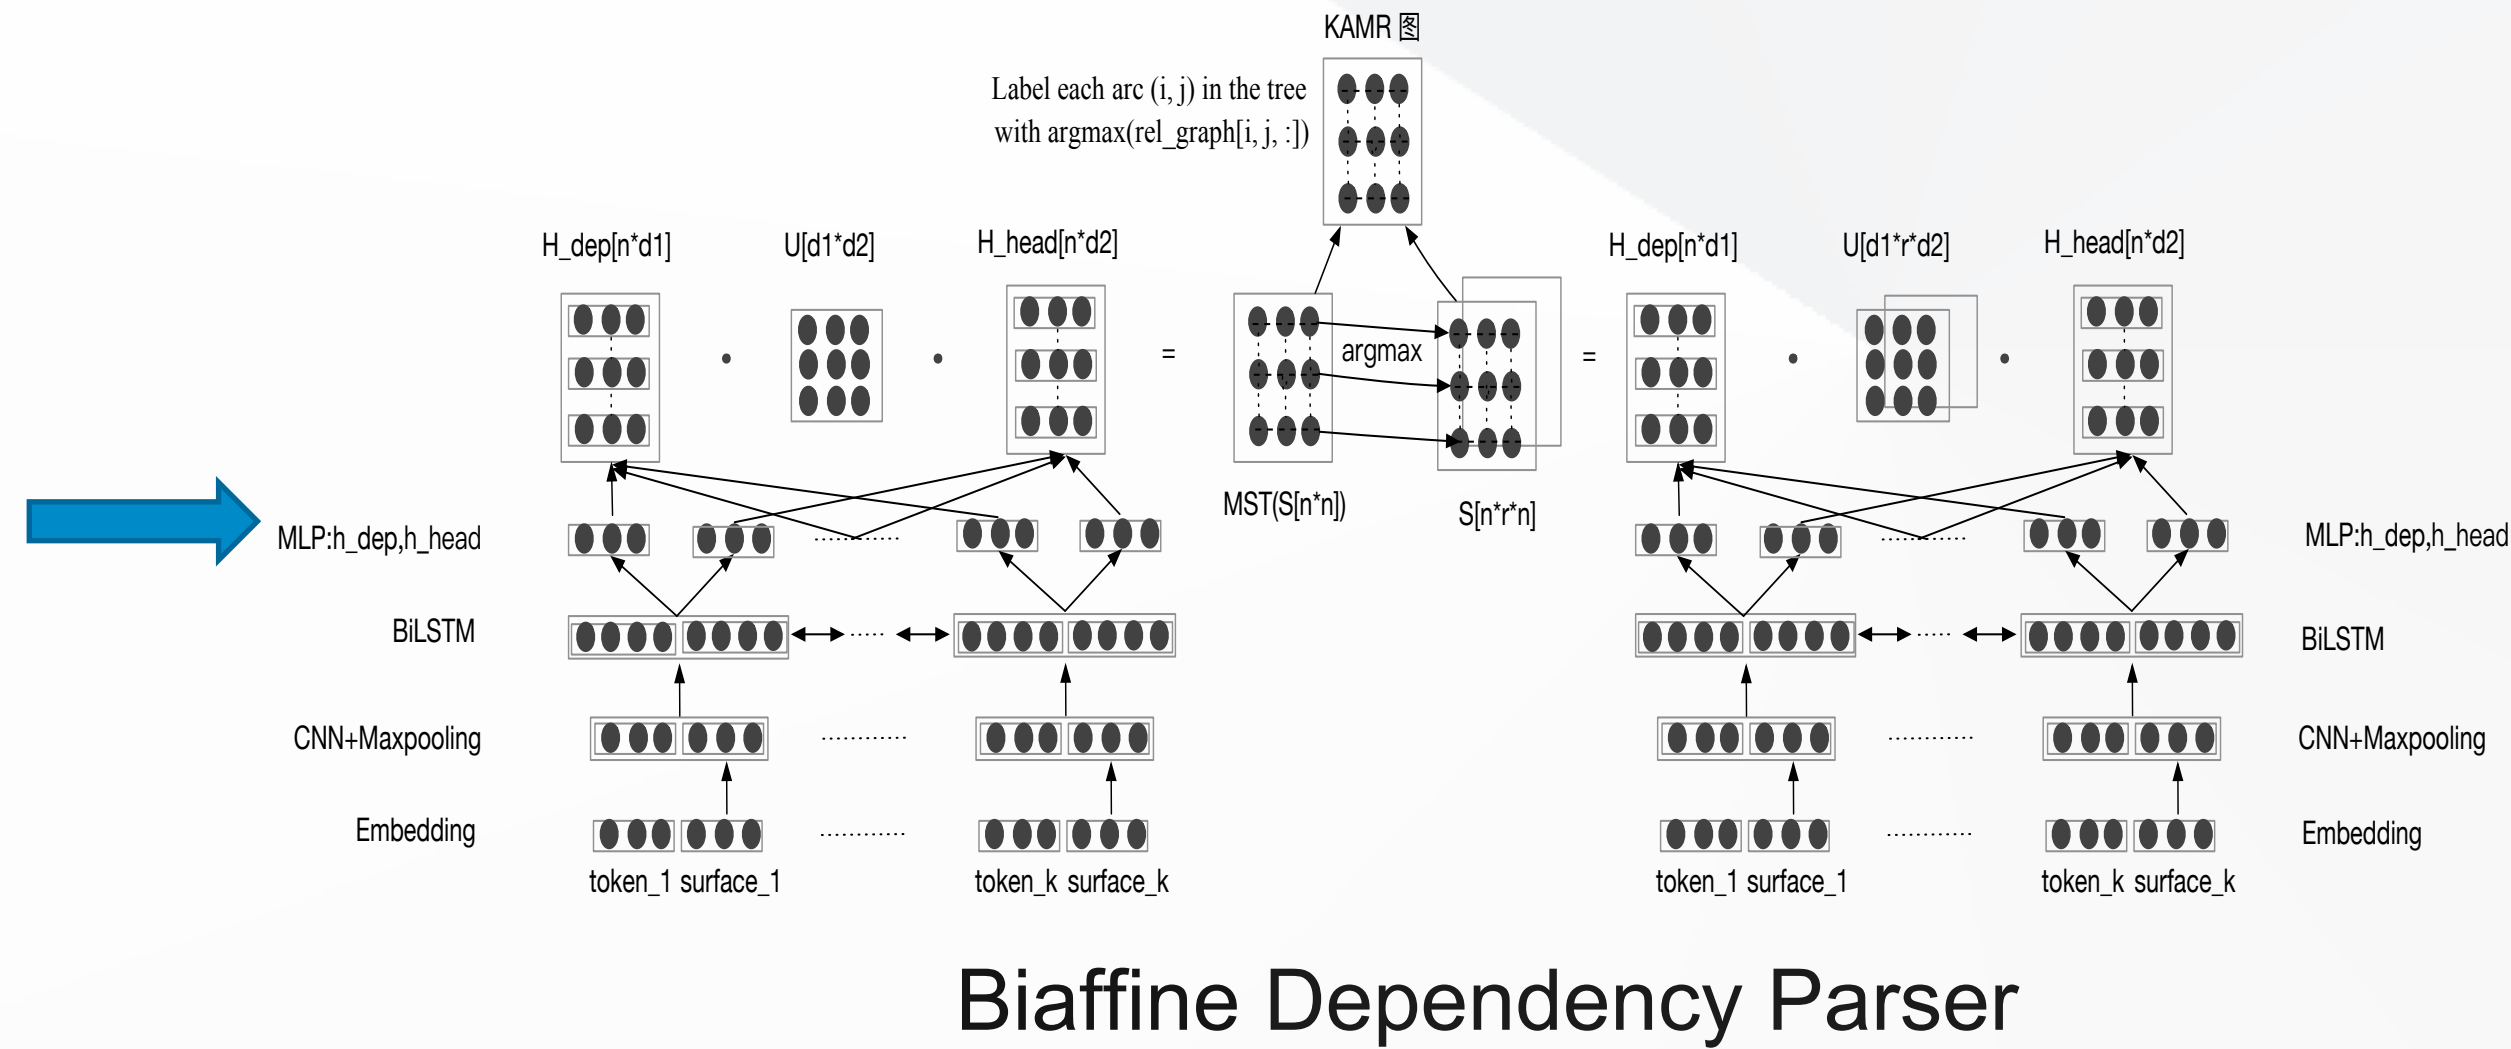 KAMR 图
Label each arc (i, j) in the tree
with argmax(rel_graph[i, j, :])
H_dep[n*d1]
U[d1*d2]
H_head[n*d2]
H_dep[n*d1]
U[d1*r*d2]
H_head[n*d2]
=
argmax
=
MST(S[n*n])
S[n*r*n]
MLP:h_dep,h_head
MLP:h_dep,h_head
BiLSTM
BiLSTM
CNN+Maxpooling
CNN+Maxpooling
Embedding
Embedding
token_1 surface_1
token_k surface_k
token_1 surface_1
token_k surface_k
Biaffine Dependency Parser